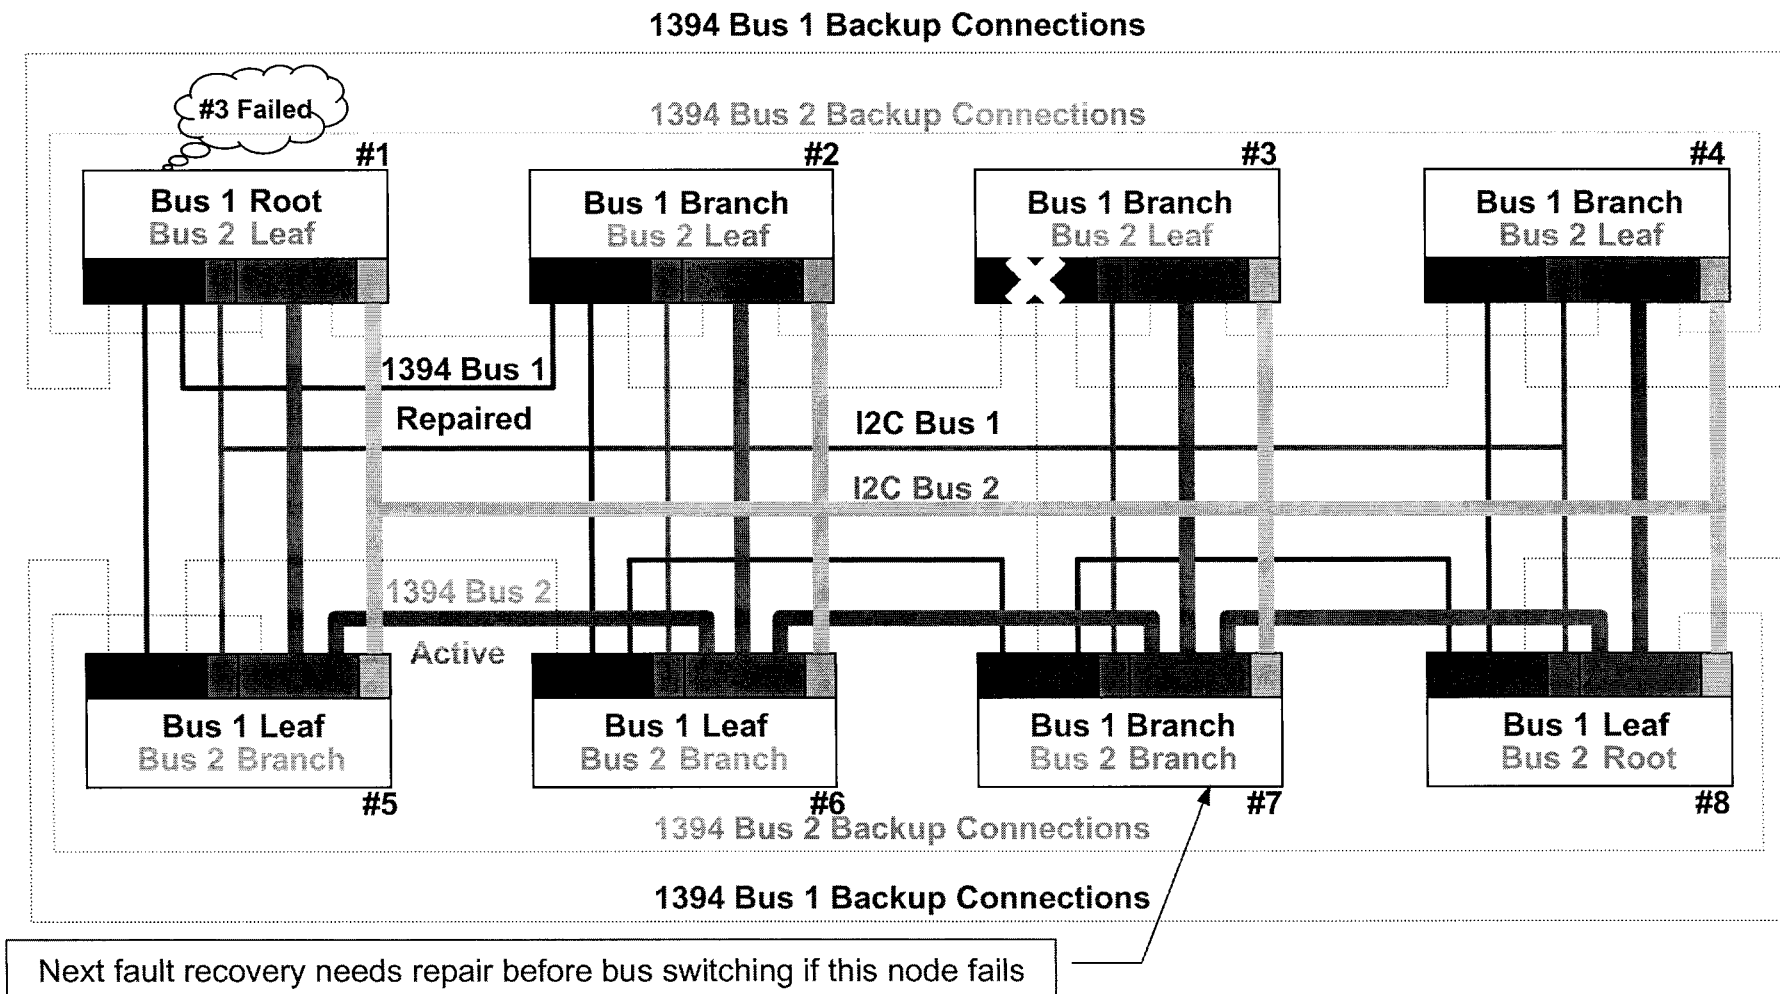 1394 Bus 1 Backup Connections
#3 Failed
1394 Bus 2 Backup Connections
#1
#2
#3
#4
Bus 1 Root
Bus 2 Leaf
Bus 1 Branch
Bus 2 Leaf
Bus 1 Branch
Bus 2 Leaf
Bus 1 Branch
Bus 2 Leaf
1394 Bus 1
Repaired
I2C Bus 1
I2C Bus 2
1394 Bus 2
Active
Bus 1 Leaf
Bus 2 Branch
Bus 1 Leaf
Bus 2 Branch
Bus 1 Branch
Bus 2 Branch
Bus 1 Leaf
Bus 2 Root
#5
#6
#7
#8
1394 Bus 2 Backup Connections
1394 Bus 1 Backup Connections
Next fault recovery needs repair before bus switching if this node fails